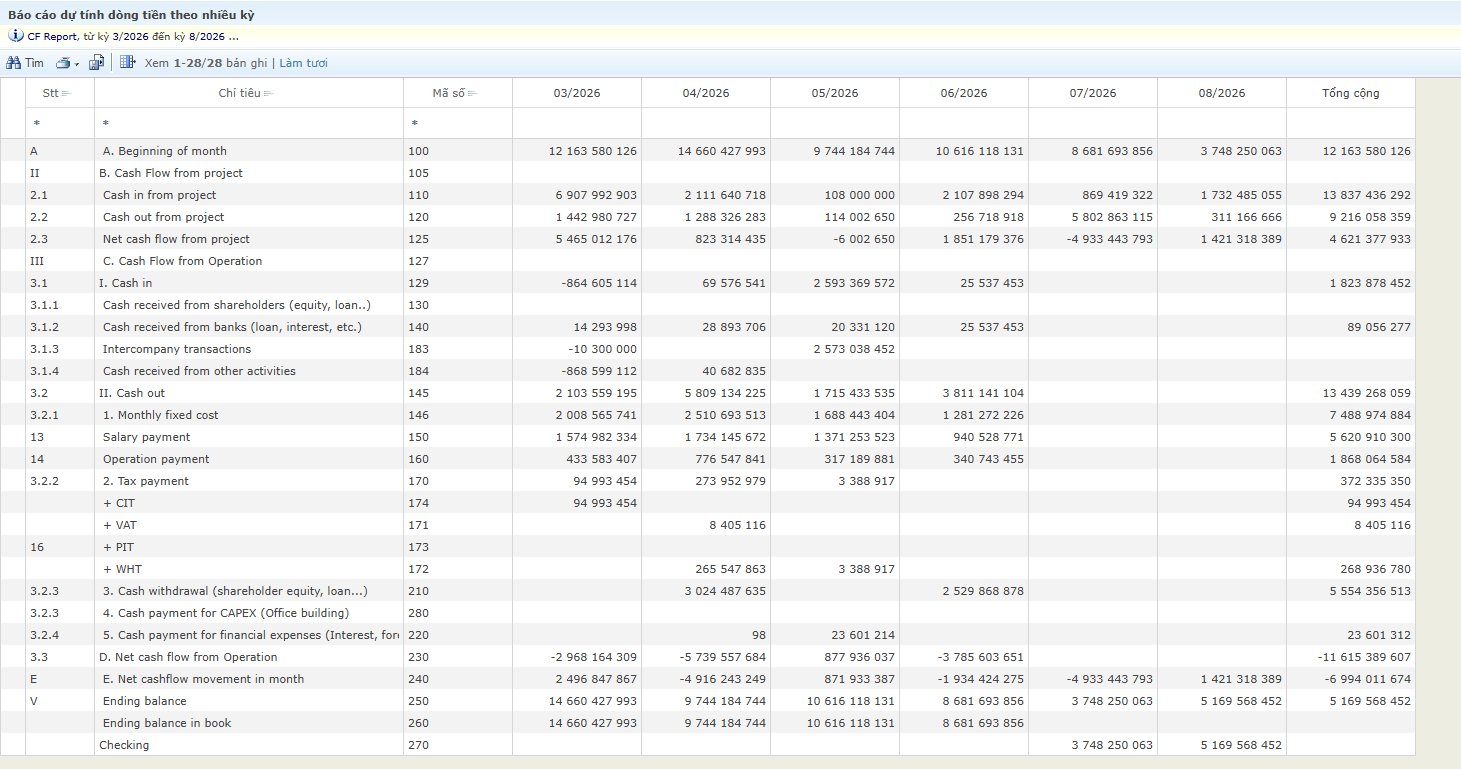 Báo cáo dự tính dòng tiền theo nhiều kỳ
CF Report, từ kỳ 3/2026 đến kỳ 8/2026 ...
Tìm Xem 1-28/28 bản ghi | Làm tươi
Stt Chỉ tiêu Mã số 03/2026 04/2026 05/2026 06/2026 07/2026 08/2026 Tổng cộng
* * *
A A. Beginning of month 100 12 163 580 126 14 660 427 993 9 744 184 744 10 616 118 131 8 681 693 856 3 748 250 063 12 163 580 126
II B. Cash Flow from project 105
2.1 Cash in from project 110 6 907 992 903 2 111 640 718 108 000 000 2 107 898 294 869 419 322 1 732 485 055 13 837 436 292
2.2 Cash out from project 120 1 442 980 727 1 288 326 283 114 002 650 256 718 918 5 802 863 115 311 166 666 9 216 058 359
2.3 Net cash flow from project 125 5 465 012 176 823 314 435 -6 002 650 1 851 179 376 -4 933 443 793 1 421 318 389 4 621 377 933
III C. Cash Flow from Operation 127
3.1 I. Cash in 129 -864 605 114 69 576 541 2 593 369 572 25 537 453 1 823 878 452
3.1.1 Cash received from shareholders (equity, loan..) 130
3.1.2 Cash received from banks (loan, interest, etc.) 140 14 293 998 28 893 706 20 331 120 25 537 453 89 056 277
3.1.3 Intercompany transactions 183 -10 300 000 2 573 038 452
3.1.4 Cash received from other activities 184 -868 599 112 40 682 835
3.2 II. Cash out 145 2 103 559 195 5 809 134 225 1 715 433 535 3 811 141 104 13 439 268 059
3.2.1 1. Monthly fixed cost 146 2 008 565 741 2 510 693 513 1 688 443 404 1 281 272 226 7 488 974 884
13 Salary payment 150 1 574 982 334 1 734 145 672 1 371 253 523 940 528 771 5 620 910 300
14 Operation payment 160 433 583 407 776 547 841 317 189 881 340 743 455 1 868 064 584
3.2.2 2. Tax payment 170 94 993 454 273 952 979 3 388 917 372 335 350
+ CIT 174 94 993 454 94 993 454
+ VAT 171 8 405 116 8 405 116
16 + PIT 173
+ WHT 172 265 547 863 3 388 917 268 936 780
3.2.3 3. Cash withdrawal (shareholder equity, loan...) 210 3 024 487 635 2 529 868 878 5 554 356 513
3.2.3 4. Cash payment for CAPEX (Office building) 280
3.2.4 5. Cash payment for financial expenses (Interest, for 220 98 23 601 214 23 601 312
3.3 D. Net cash flow from Operation 230 -2 968 164 309 -5 739 557 684 877 936 037 -3 785 603 651 -11 615 389 607
E E. Net cashflow movement in month 240 2 496 847 867 -4 916 243 249 871 933 387 -1 934 424 275 -4 933 443 793 1 421 318 389 -6 994 011 674
V Ending balance 250 14 660 427 993 9 744 184 744 10 616 118 131 8 681 693 856 3 748 250 063 5 169 568 452 5 169 568 452
Ending balance in book 260 14 660 427 993 9 744 184 744 10 616 118 131 8 681 693 856
Checking 270 3 748 250 063 5 169 568 452